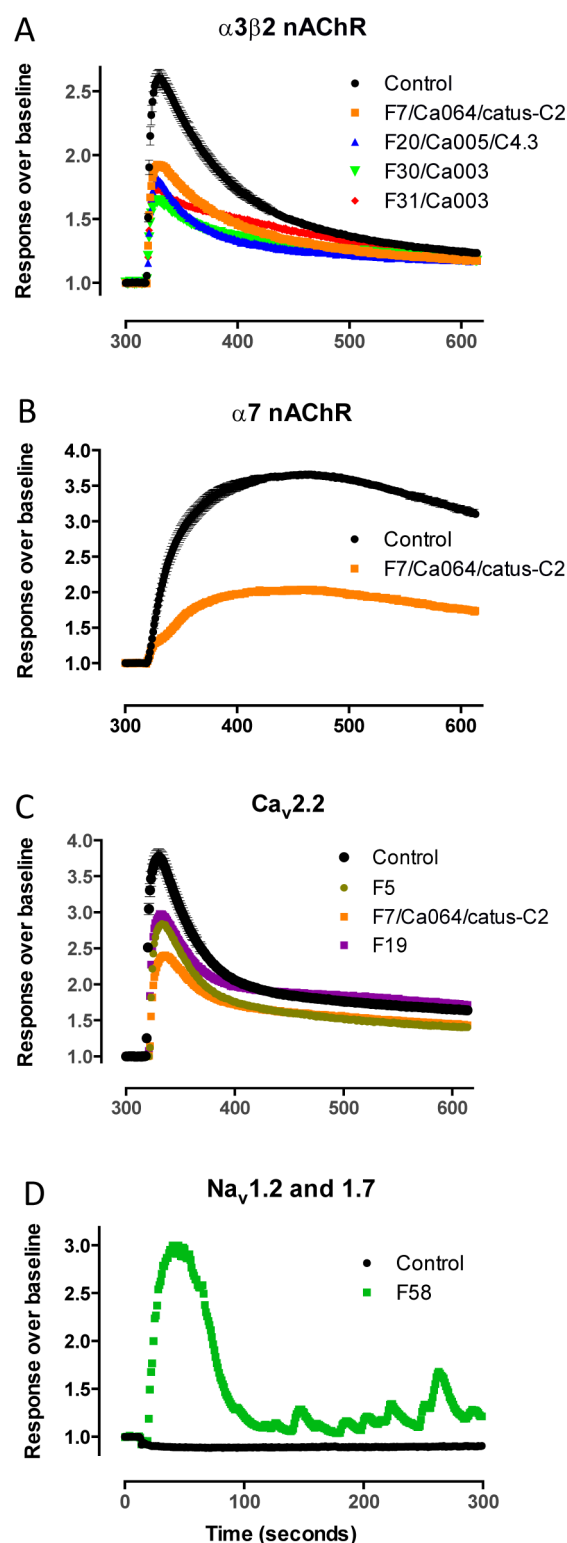 A
α3β2 nAChR
Response over baseline
2.5
2.0
1.5
1.0
Control
F7/Ca064/catus-C2
F20/Ca005/C4.3
F30/Ca003
F31/Ca003
300 400 500 600
B
α7 nAChR
Response over baseline
4.0
3.5
3.0
2.5
2.0
1.5
1.0
Control
F7/Ca064/catus-C2
300 400 500 600
C
Cav2.2
Response over baseline
4.0
3.5
3.0
2.5
2.0
1.5
1.0
Control
F5
F7/Ca064/catus-C2
F19
300 400 500 600
D
Nav1.2 and 1.7
Response over baseline
3.0
2.5
2.0
1.5
1.0
Control
F58
0 100 200 300
Time (seconds)